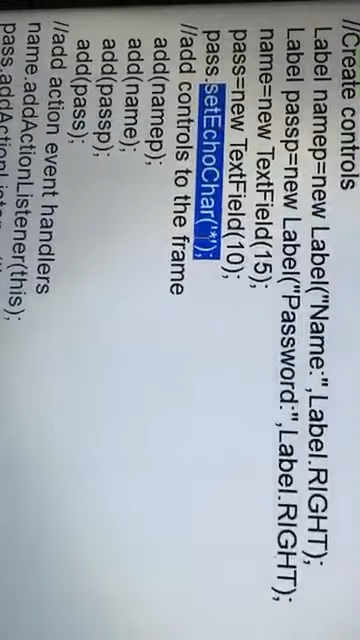 //Create controls
Label namep=new Label("Name:",Label.RIGHT);
Label passp=new Label("Password:",Label.RIGHT);
name=new TextField(15);
pass=new TextField(10);
pass.setEchoChar('*');
//add controls to the frame
add(namep);
add(name);
add(passp);
add(pass);
//add action event handlers
name.addActionListener(this);